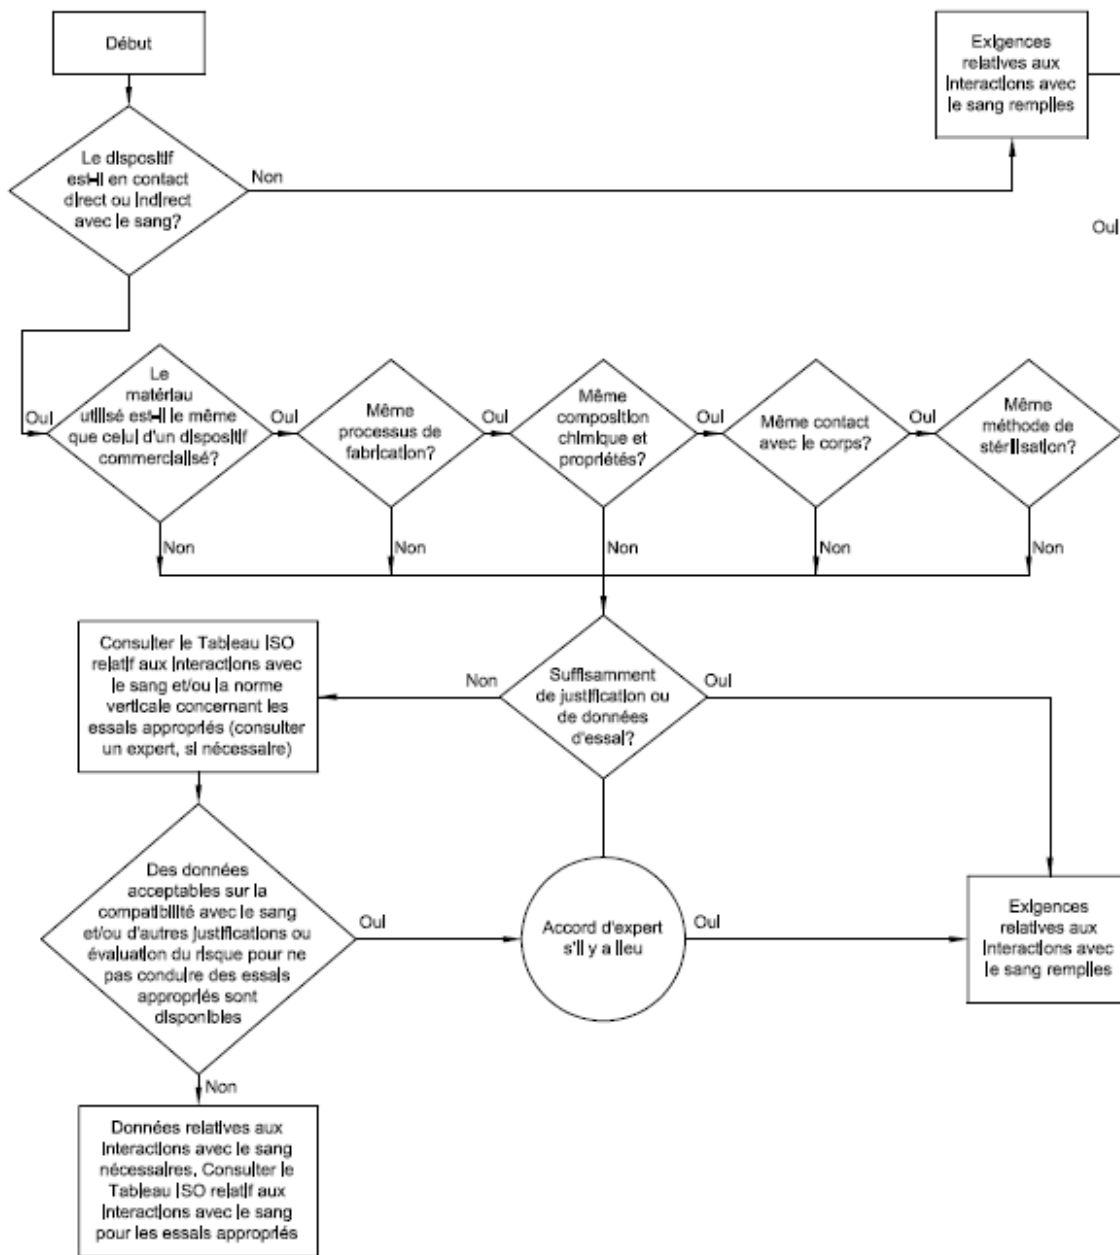 Début
Exigences
relatives aux
interactions avec
le sang remplies
Le dispositif
est-il en contact
direct ou indirect
avec le sang?
Non
Oui
Le
matériau
utilisé est-il le même
que celui d'un dispositif
commercialisé?
Oui
Oui
Même
processus de
fabrication?
Oui
Même
composition
chimique et
propriétés?
Oui
Même contact
avec le corps?
Oui
Même
méthode de
stérilisation?
Non
Non
Non
Non
Non
Consulter le Tableau ISO
relatif aux interactions avec
le sang et/ou la norme
verticale concernant les
essais appropriés (consulter
un expert, si nécessaire)
Non
Suffisamment
de justification ou
de données
d'essai?
Oui
Des données
acceptables sur la
compatibilité avec le sang
et/ou d'autres justifications ou
évaluation du risque pour ne
pas conduire des essais
appropriés sont
disponibles
Oui
Accord d'expert
s'il y a lieu
Oui
Exigences
relatives aux
interactions avec
le sang remplies
Non
Données relatives aux
interactions avec le sang
nécessaires. Consulter le
Tableau ISO relatif aux
interactions avec le sang
pour les essais appropriés